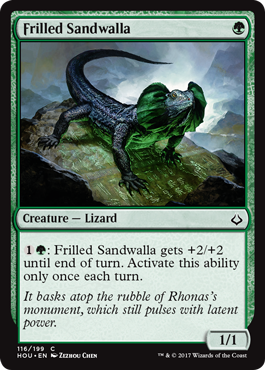 Frilled Sandwalla
Creature — Lizard
1 : Frilled Sandwalla gets +2/+2
until end of turn. Activate this ability
only once each turn.
It basks atop the rubble of Rhonas's
monument, which still pulses with latent
power.
1/1
116/199 C
HOU • EN Zezhou Chen
™ & © 2017 Wizards of the Coast